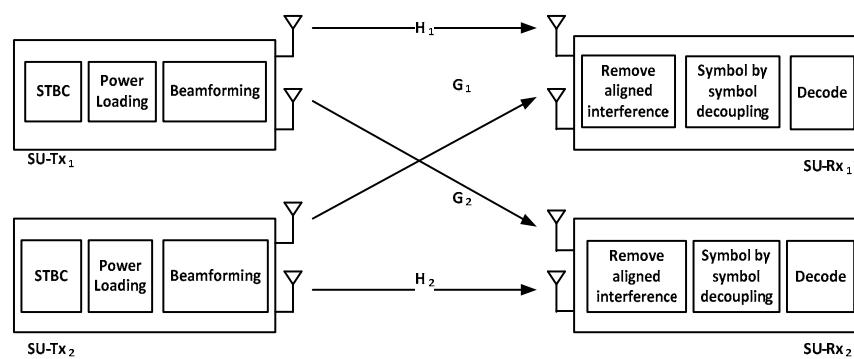 H 1
STBC
Power
Loading
Beamforming
G 1
Remove
aligned
interference
Symbol by
symbol
decoupling
Decode
SU-Tx 1
SU-Rx 1
G 2
STBC
Power
Loading
Beamforming
H 2
Remove
aligned
interference
Symbol by
symbol
decoupling
Decode
SU-Tx 2
SU-Rx 2